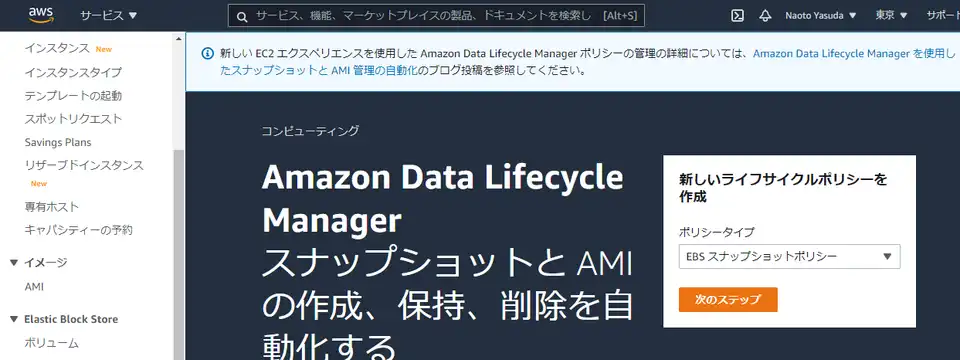 aws
サービス ▼
サービス、機能、マーケットプレイスの製品、ドキュメントを検索し [Alt+S]
Naoto Yasuda ▼
東京 ▼
サポート
インスタンス New
インスタンスタイプ
テンプレートの起動
スポットリクエスト
Savings Plans
リザーブドインスタンス
New
専有ホスト
キャパシティーの予約
▼ イメージ
AMI
▼ Elastic Block Store
ボリューム
新しい EC2 エクスペリエンスを使用した Amazon Data Lifecycle Manager ポリシーの管理の詳細については、Amazon Data Lifecycle Manager を使用し
たスナップショットと AMI 管理の自動化のブログ投稿を参照してください。
コンピューティング
Amazon Data Lifecycle
Manager
スナップショットと AMI
の作成、保持、削除を自
動化する
新しいライフサイクルポリシーを
作成
ポリシータイプ
EBS スナップショットポリシー
次のステップ